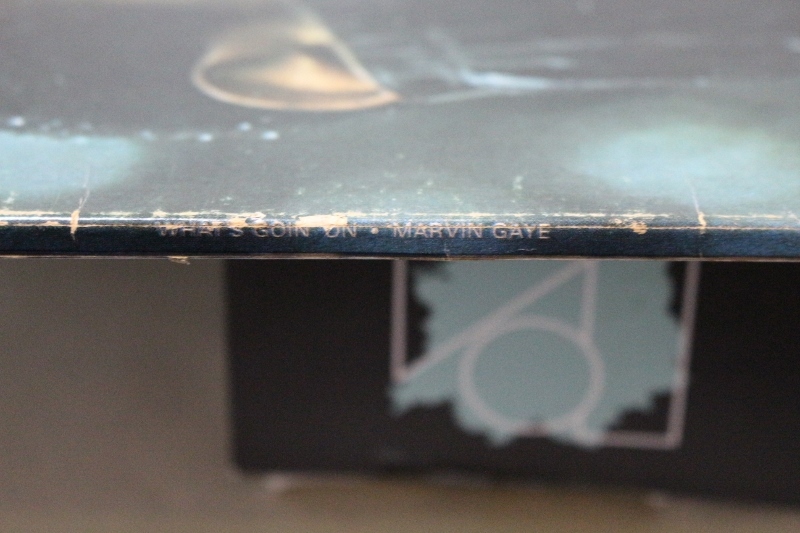 WHAT'S GOIN' ON • MARVIN GAYE